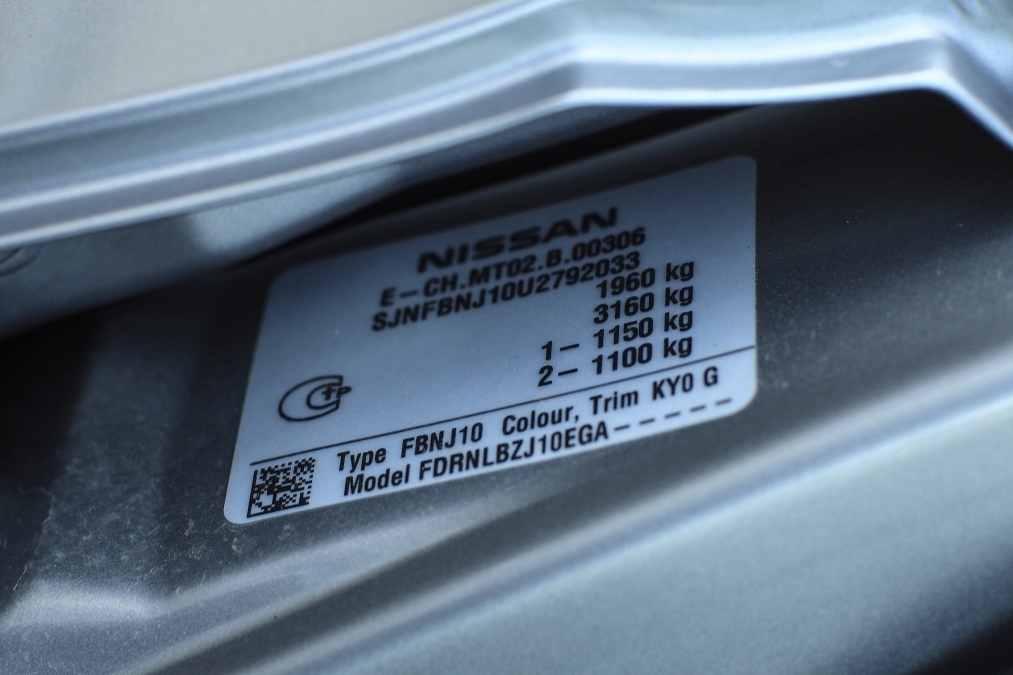 NISSAN
E–CH.MT02.B.00306
SJNFBNJ10U2792033
1960 kg
3160 kg
1– 1150 kg
2– 1100 kg
Type FBNJ10 Colour, Trim KY0 G
Model FDRNLBZJ10EGA-----